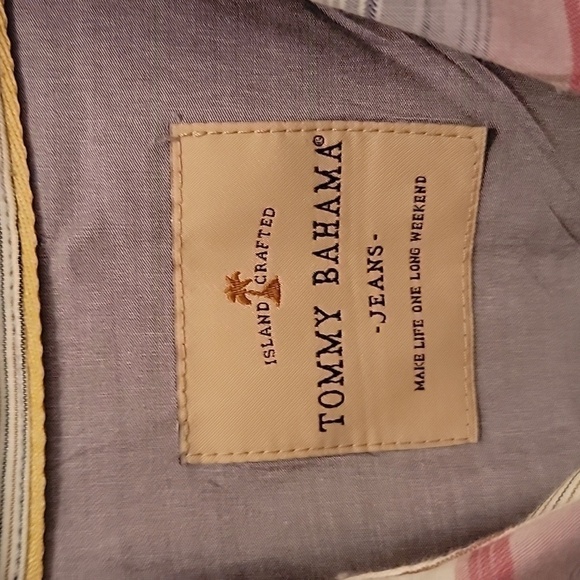 ISLAND CRAFTED
TOMMY BAHAMA®
-JEANS-
MAKE LIFE ONE LONG WEEKEND